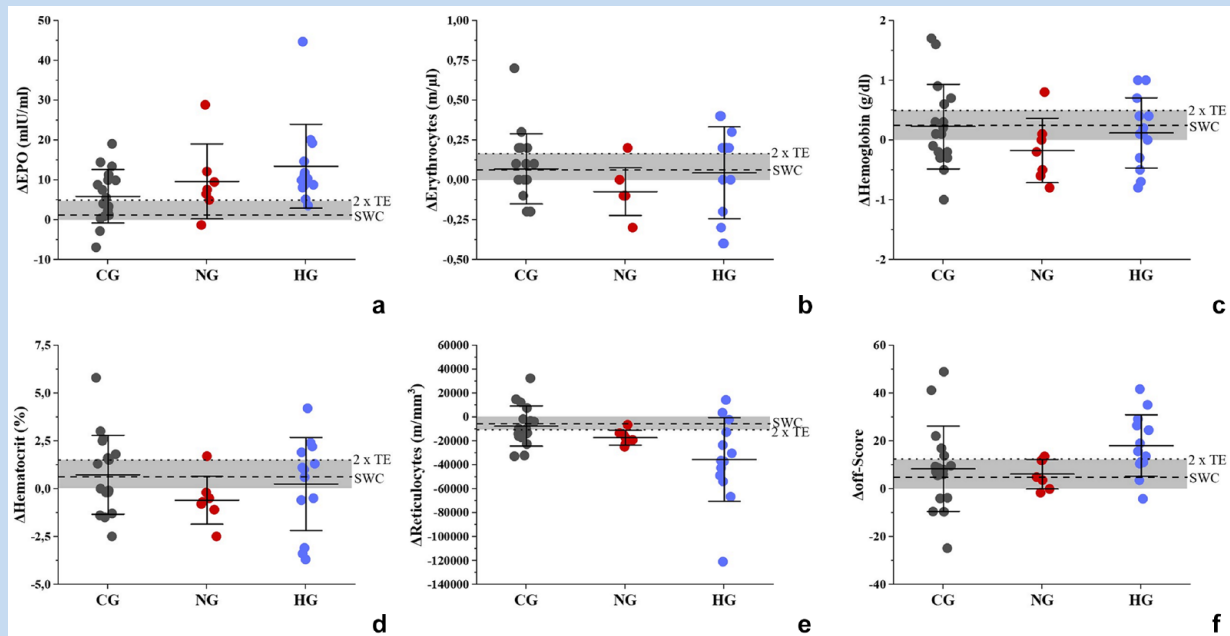 ΔEPO (mlU/ml)
50
40
30
20
10
0
-10
2 x TE
SWC
CG NG HG
a
ΔErythrocytes (m/µl)
1,00
0,75
0,50
0,25
0,00
-0,25
-0,50
2 x TE
SWC
CG NG HG
b
ΔHemoglobin (g/dl)
2
1
0
-1
-2
2 x TE
SWC
CG NG HG
c
ΔHematocrit (%)
7,5
5,0
2,5
0,0
-2,5
-5,0
2 x TE
SWC
CG NG HG
d
ΔReticulocytes (m/mm³)
60000
40000
20000
0
-20000
-40000
-60000
-80000
-100000
-120000
-140000
SWC
2 x TE
CG NG HG
e
Δoff-Score
60
40
20
0
-20
-40
2 x TE
SWC
CG NG HG
f